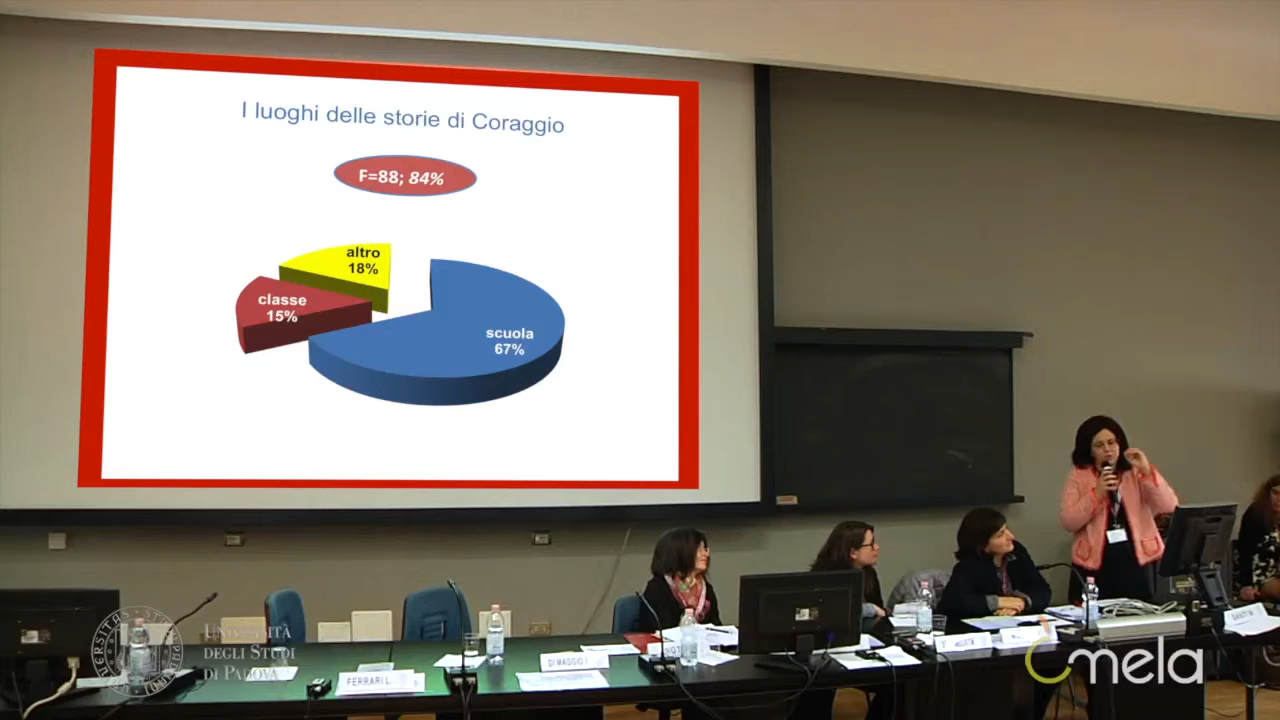 I luoghi delle storie di Coraggio
F=88; 84%
altro
18%
classe
15%
scuola
67%
UNIVERSITÀ
DEGLI STUDI
DI PADOVA
FERRARI L.
DI MAGGIO I.
mela